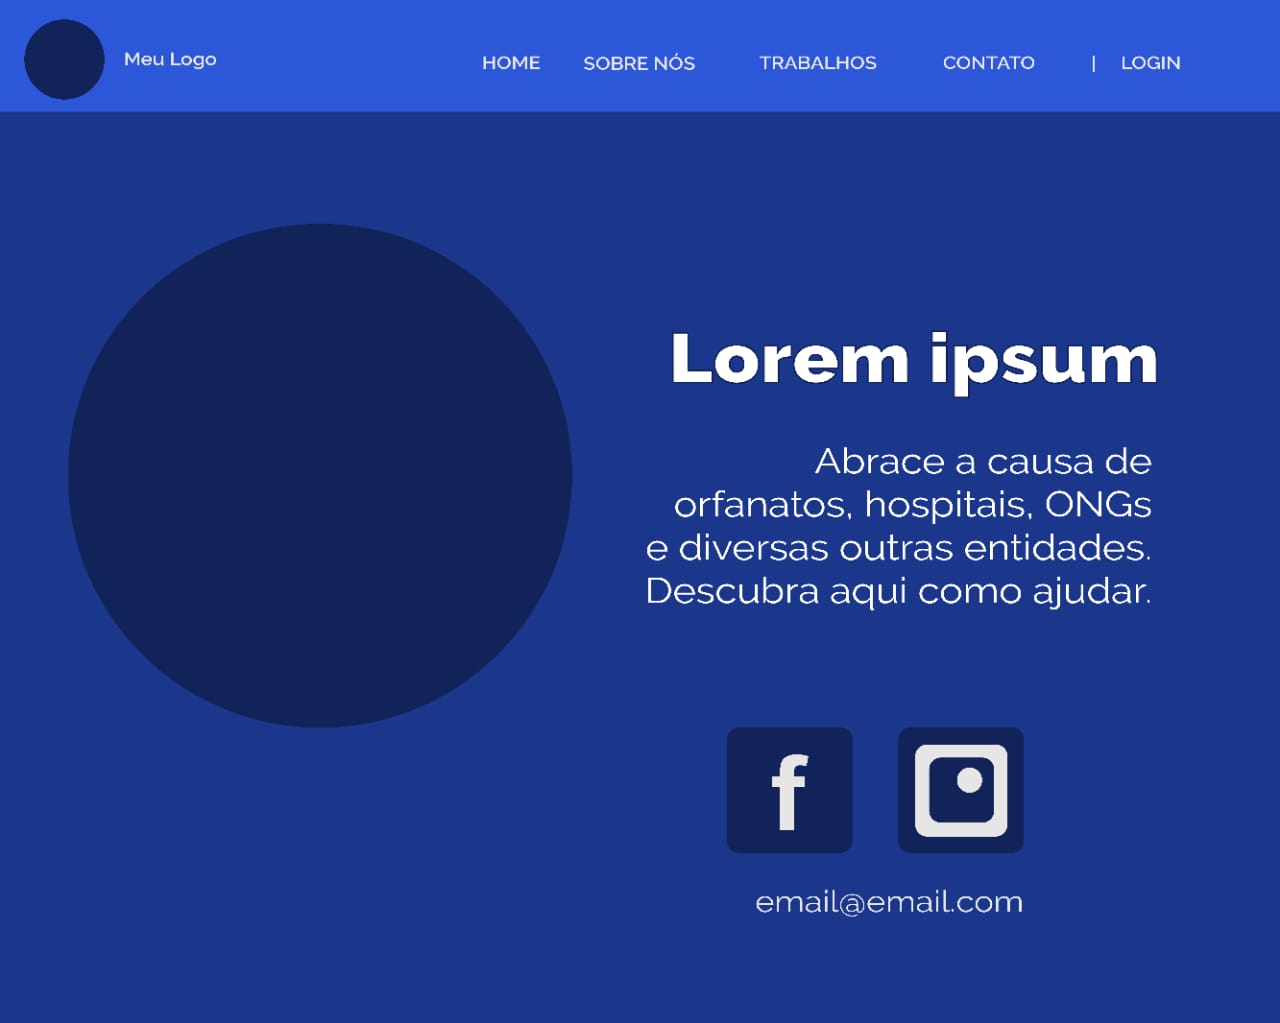 Meu Logo
HOME SOBRE NÓS TRABALHOS CONTATO | LOGIN
Lorem ipsum
Abrace a causa de
orfanatos, hospitais, ONGs
e diversas outras entidades.
Descubra aqui como ajudar.
f
email@email.com